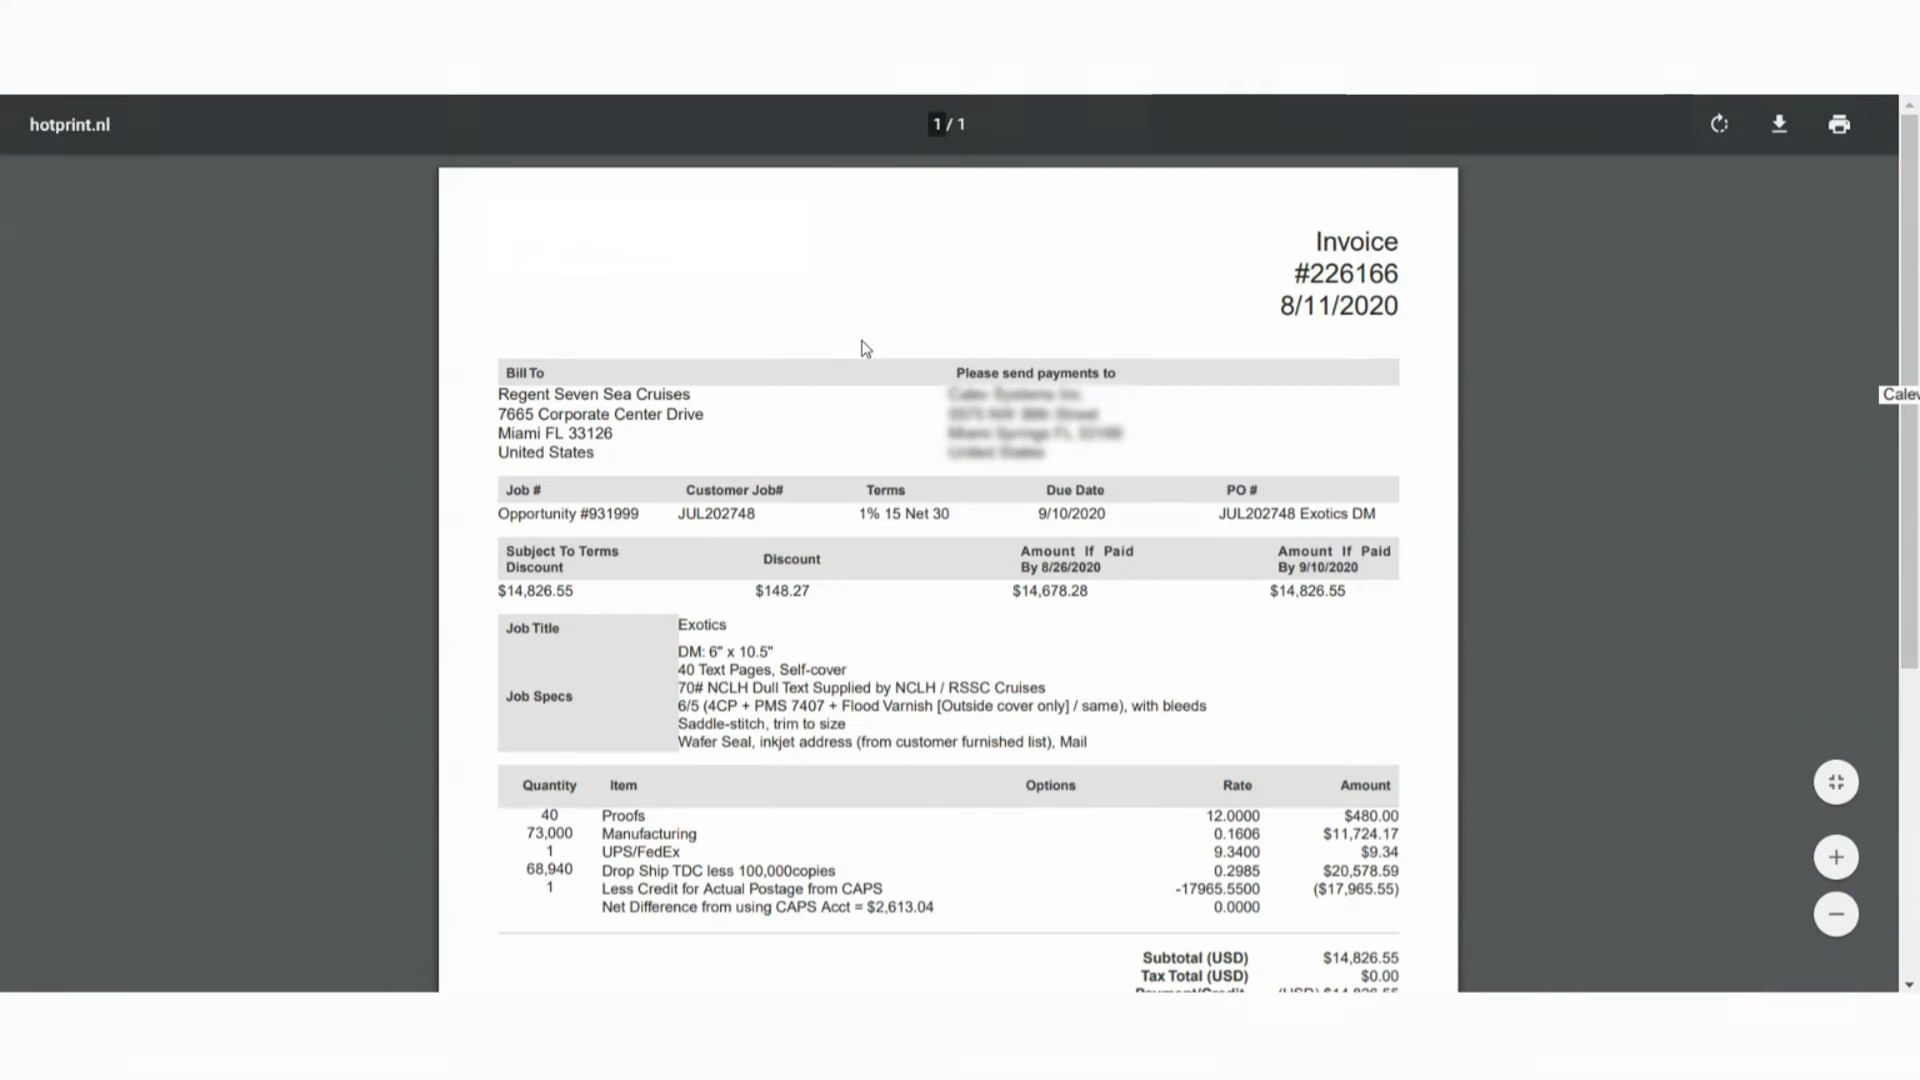 hotprint.nl
1 / 1
Invoice
#226166
8/11/2020
Bill To Please send payments to
Regent Seven Sea Cruises
7665 Corporate Center Drive
Miami FL 33126
United States
Job # Customer Job# Terms Due Date PO #
Opportunity #931999 JUL202748 1% 15 Net 30 9/10/2020 JUL202748 Exotics DM
Subject To Terms Discount Discount Amount If Paid By 8/26/2020 Amount If Paid By 9/10/2020
$14,826.55 $148.27 $14,678.28 $14,826.55
Job Title Exotics
Job Specs
DM: 6" x 10.5"
40 Text Pages, Self-cover
70# NCLH Dull Text Supplied by NCLH / RSSC Cruises
6/5 (4CP + PMS 7407 + Flood Varnish [Outside cover only] / same), with bleeds
Saddle-stitch, trim to size
Wafer Seal, inkjet address (from customer furnished list), Mail
Quantity Item Options Rate Amount
40 Proofs 12.0000 $480.00
73,000 Manufacturing 0.1606 $11,724.17
1 UPS/FedEx 9.3400 $9.34
68,940 Drop Ship TDC less 100,000copies 0.2985 $20,578.59
1 Less Credit for Actual Postage from CAPS -17965.5500 ($17,965.55)
Net Difference from using CAPS Acct = $2,613.04 0.0000
Subtotal (USD) $14,826.55
Tax Total (USD) $0.00